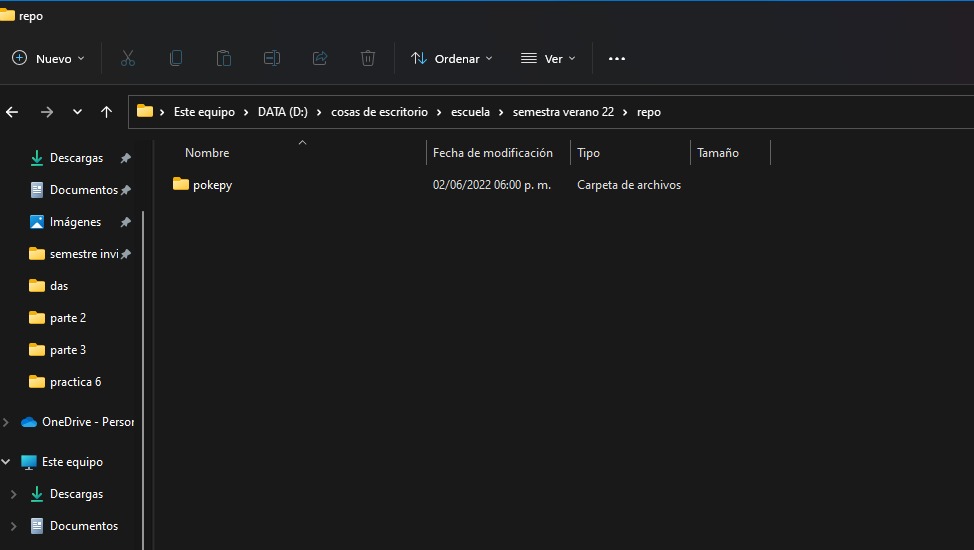 repo
Nuevo Ordenar Ver
Este equipo DATA (D:) cosas de escritorio escuela semestra verano 22 repo
Nombre Fecha de modificación Tipo Tamaño
pokepy 02/06/2022 06:00 p. m. Carpeta de archivos
Descargas
Documentos
Imágenes
semestre invi
das
parte 2
parte 3
practica 6
OneDrive - Person
Este equipo
Descargas
Documentos